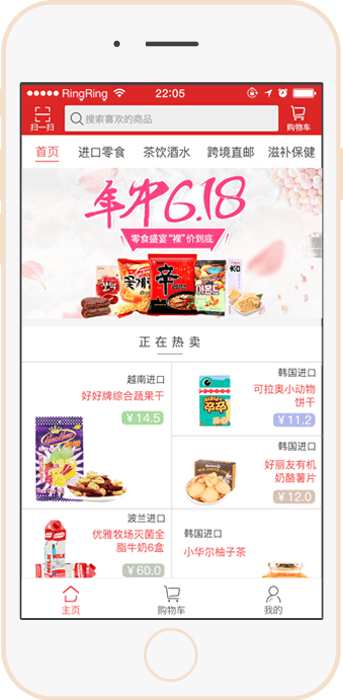 RingRing
22:05
扫一扫
搜索喜欢的商品
购物车
首页
进口零食
茶饮酒水
跨境直邮
滋补保健
年中6.18
零食盛宴“裸”价到底
辛
正在热卖
越南进口
好好牌综合蔬果干
¥14.5
韩国进口
可拉奥小动物
饼干
¥11.2
韩国进口
好丽友有机
奶酪薯片
¥12.0
波兰进口
优雅牧场灭菌全
脂牛奶6盒
¥60.0
韩国进口
小华尔柚子茶
主页
购物车
我的